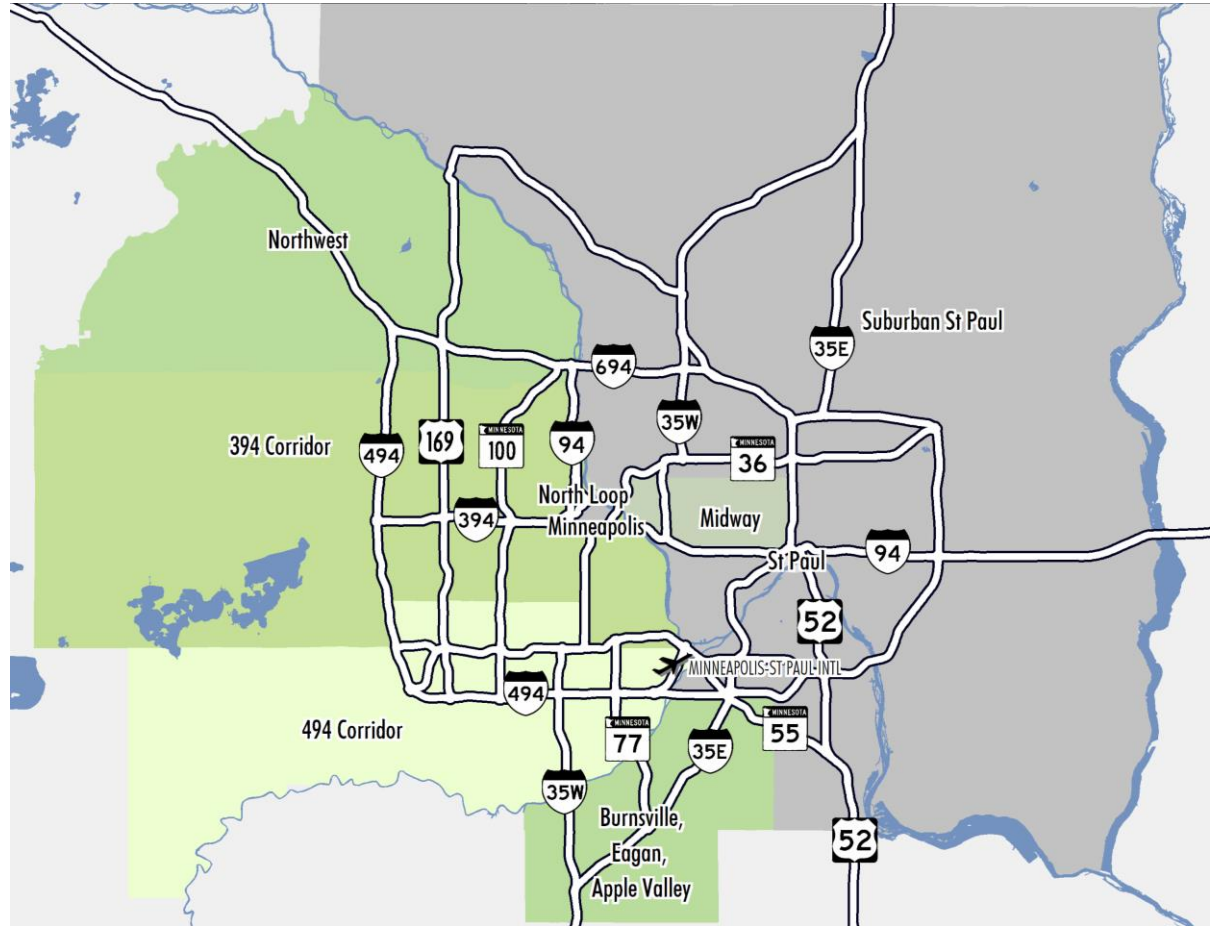 Northwest
Suburban St Paul
35E
694
35W
394 Corridor
494
169
MINNESOTA
100
94
MINNESOTA
36
North Loop
394
Minneapolis
Midway
St Paul
94
52
MINNEAPOLIS-ST PAUL INTL
494
494 Corridor
MINNESOTA
77
35E
MINNESOTA
55
35W
Burnsville,
Eagan,
Apple Valley
52